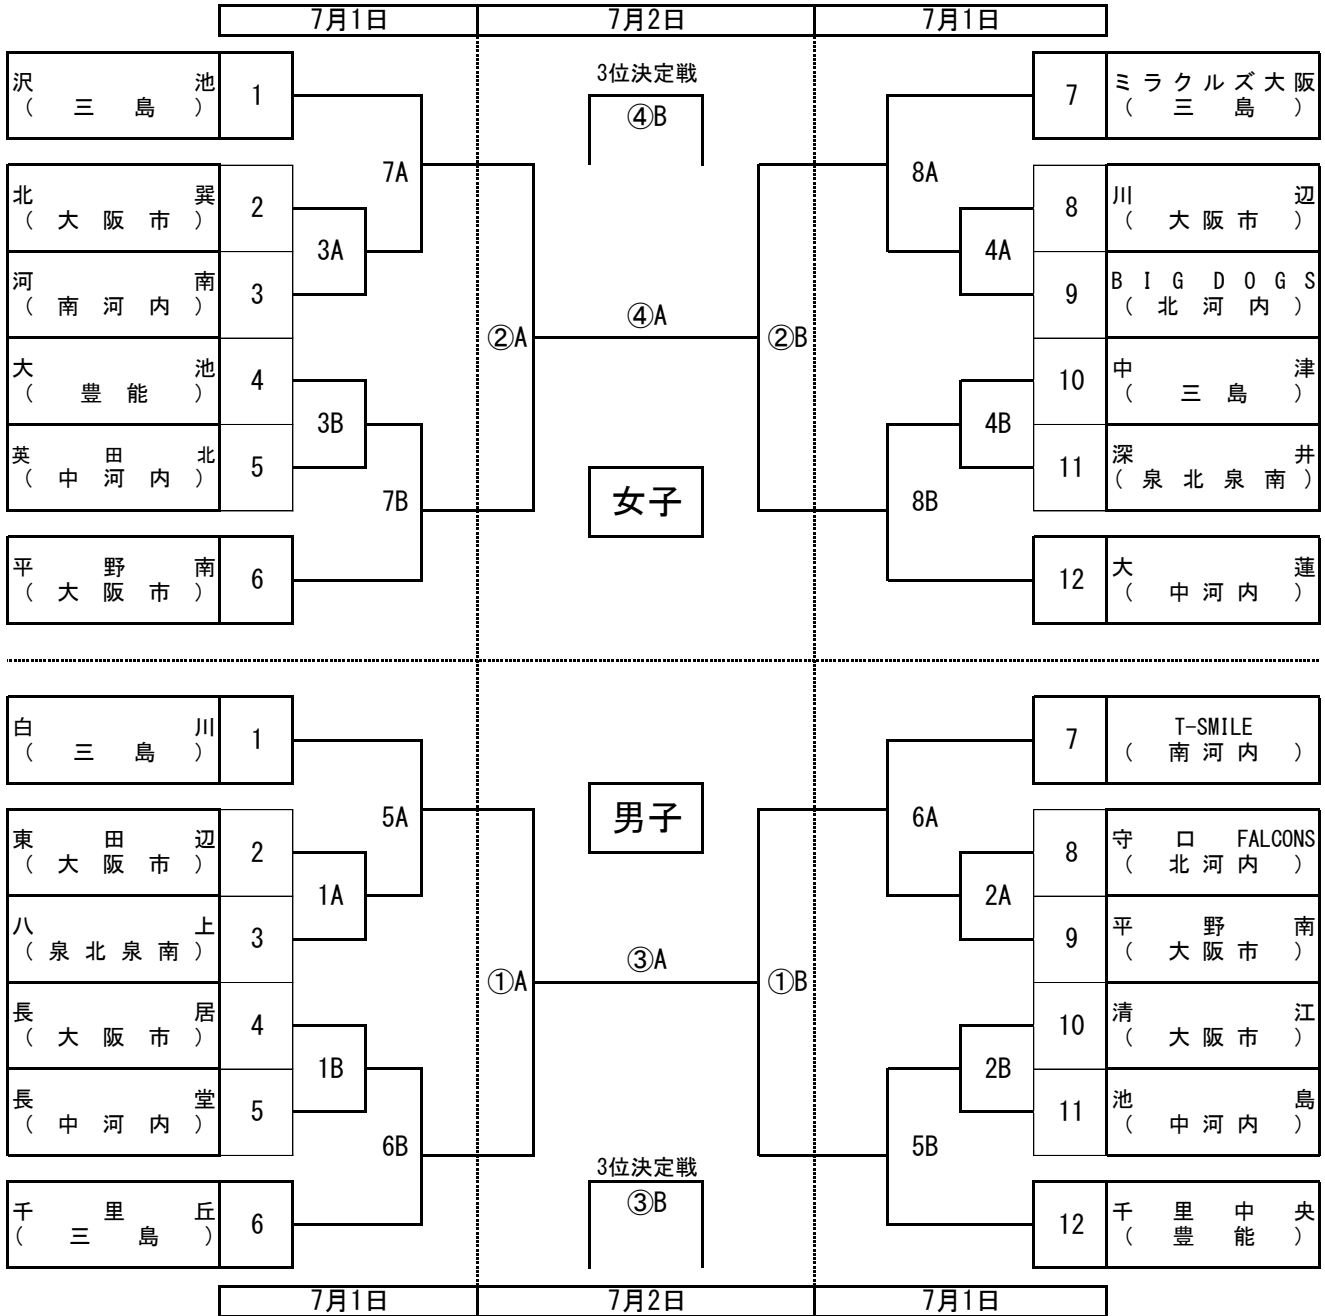 7月1日 7月2日 7月1日
3位決定戦
④B
沢池
(三島)
1
7A
北巽
(大阪市)
2
3A
河南
(南河内)
3
②A
大池
(豊能)
4
3B
英田北
(中河内)
5
7B
平野南
(大阪市)
6
④A
女子
7
ミラクルズ大阪
(三島)
8A
8
川辺
(大阪市)
4A
9
BIG DOGS
(北河内)
②B
10
中津
(三島)
4B
11
深井
(泉北泉南)
8B
12
大蓮
(中河内)
白川
(三島)
1
5A
東田辺
(大阪市)
2
1A
八上
(泉北泉南)
3
①A
長居
(大阪市)
4
1B
長堂
(中河内)
5
6B
千里丘
(三島)
6
男子
③A
3位決定戦
③B
7
T-SMILE
(南河内)
6A
8
守口FALCONS
(北河内)
2A
9
平野南
(大阪市)
①B
10
清江
(大阪市)
2B
11
池島
(中河内)
5B
12
千里中央
(豊能)
7月1日 7月2日 7月1日